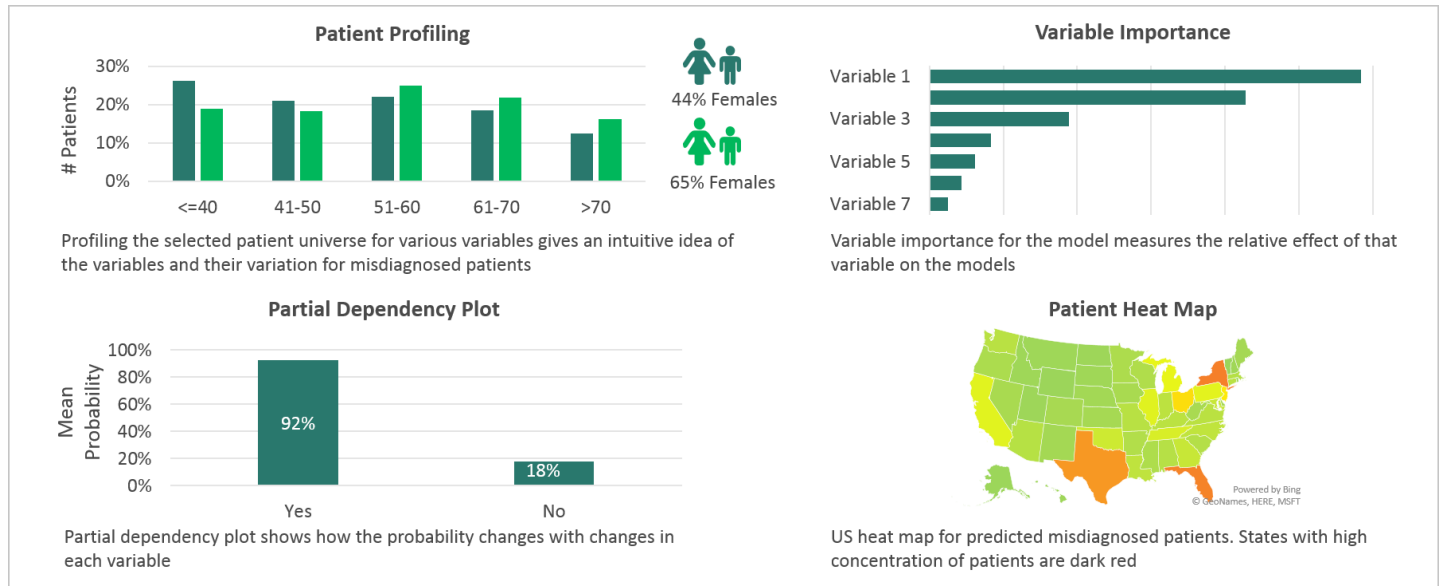 Patient Profiling
# Patients
30%
20%
10%
0%
<=40
41-50
51-60
61-70
>70
44% Females
65% Females
Profiling the selected patient universe for various variables gives an intuitive idea of
the variables and their variation for misdiagnosed patients
Variable Importance
Variable 1
Variable 3
Variable 5
Variable 7
Variable importance for the model measures the relative effect of that
variable on the models
Partial Dependency Plot
Mean
Probability
100%
80%
60%
40%
20%
0%
92%
18%
Yes
No
Partial dependency plot shows how the probability changes with changes in
each variable
Patient Heat Map
Powered by Bing
© GeoNames, HERE, MSFT
US heat map for predicted misdiagnosed patients. States with high
concentration of patients are dark red